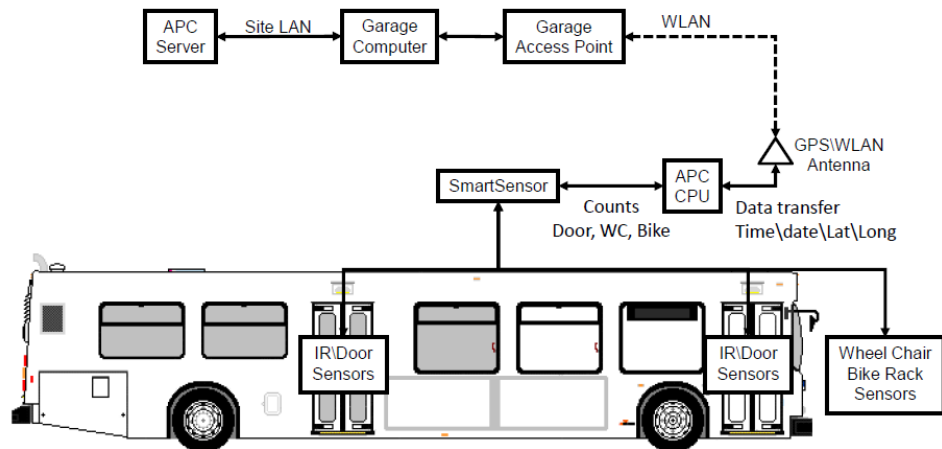 APC
Server
Site LAN
Garage
Computer
Garage
Access Point
WLAN
GPS\WLAN
Antenna
SmartSensor
APC
CPU
Counts
Door, WC, Bike
Data transfer
Time\date\Lat\Long
IR\Door
Sensors
IR\Door
Sensors
Wheel Chair
Bike Rack
Sensors